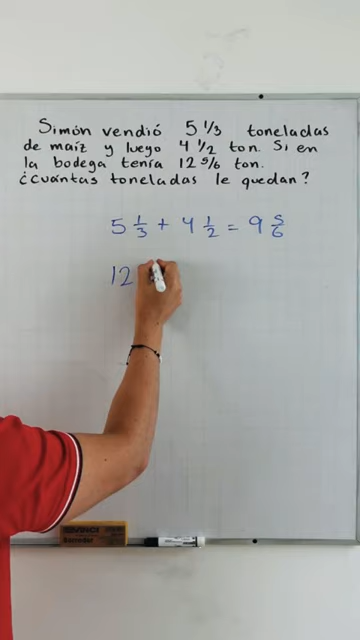 Simón vendió 5 1/3 toneladas
de maíz y luego 4 1/2 ton. Si en
la bodega tenía 12 5/6 ton.
¿Cuántas toneladas le quedan?
5 1/3 + 4 1/2 = 9 5/6
12
Borrador